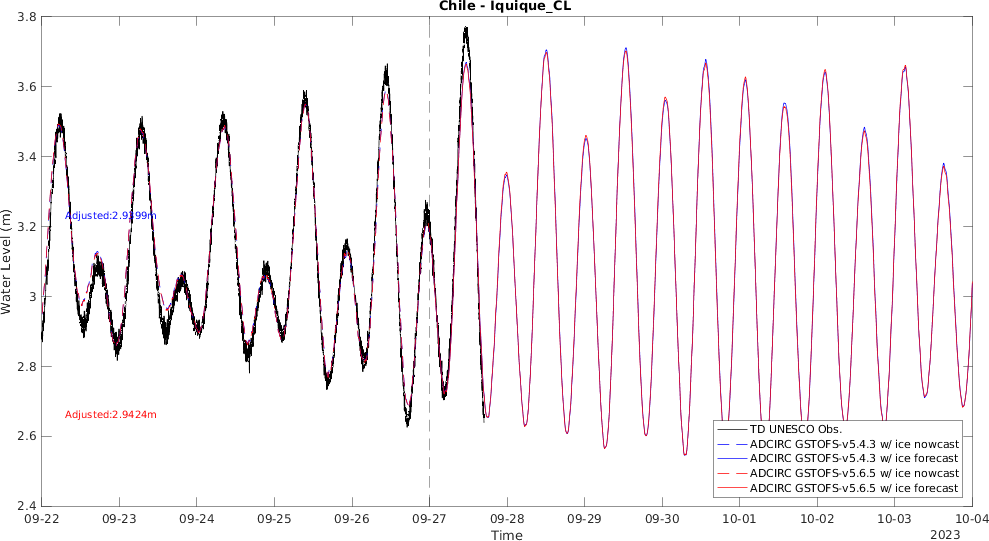 Chile - Iquique_CL
3.8
3.6
3.4
3.2
3
2.8
2.6
2.4
Water Level (m)
Adjusted:2.9399m
Adjusted:2.9424m
TD UNESCO Obs.
ADCIRC GSTOFS-v5.4.3 w/ ice nowcast
ADCIRC GSTOFS-v5.4.3 w/ ice forecast
ADCIRC GSTOFS-v5.6.5 w/ ice nowcast
ADCIRC GSTOFS-v5.6.5 w/ ice forecast
09-22 09-23 09-24 09-25 09-26 09-27 09-28 09-29 09-30 10-01 10-02 10-03 10-04
Time
2023